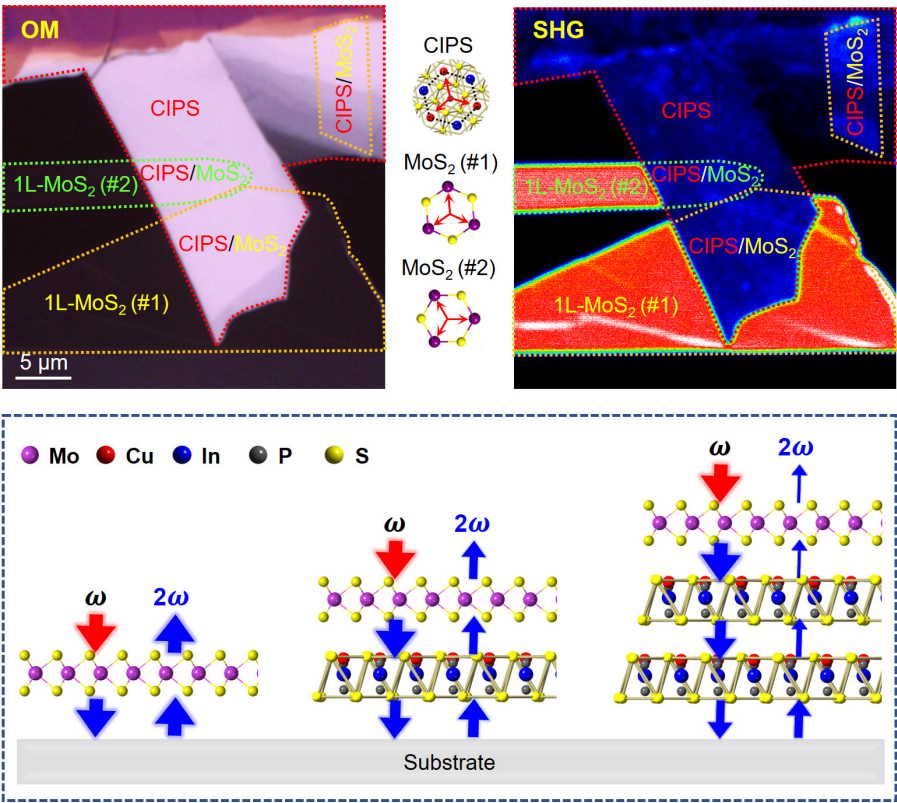 OM
CIPS
CIPS/MoS₂
CIPS/MoS₂
1L-MoS₂ (#2)
CIPS/MoS₂
1L-MoS₂ (#1)
5 μm
CIPS
MoS₂ (#1)
MoS₂ (#2)
SHG
CIPS
CIPS/MoS₂
CIPS/MoS₂
1L-MoS₂ (#2)
CIPS/MoS₂
1L-MoS₂ (#1)
Mo Cu In P S
ω 2ω
ω 2ω
ω 2ω
Substrate